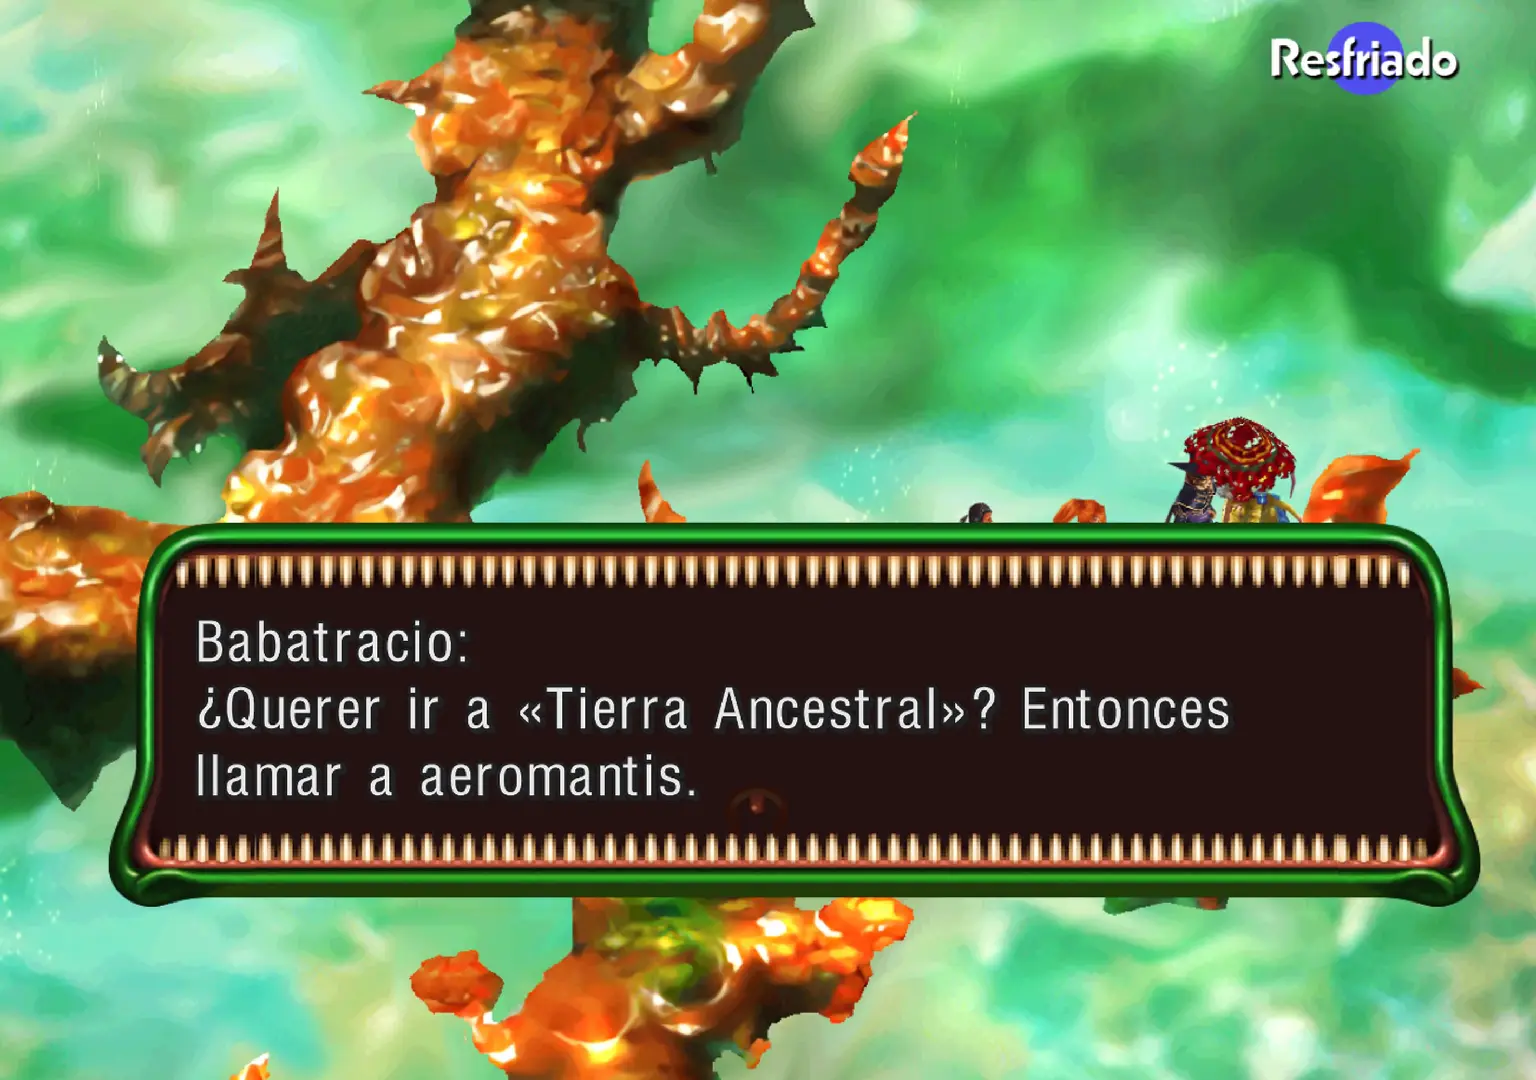 Resfriado
Babatracio:
¿Querer ir a «Tierra Ancestral»? Entonces
llamar a aeromantis.